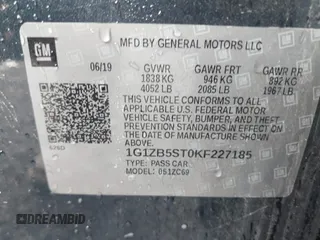 GM
MFD BY GENERAL MOTORS LLC
06/19 GVWR GAWR FRT GAWR RR
1838 KG 946 KG 892 KG
4052 LB 2085 LB 1967 LB
THIS VEHICLE CONFORMS TO ALL
APPLICABLE U.S. FEDERAL MOTOR
VEHICLE SAFETY, BUMPER, AND
THEFT PREVENTION STANDARDS
IN EFFECT ON THE DATE OF
MANUFACTURE SHOWN ABOVE.
1G1ZB5ST0KF227185
TYPE: PASS CAR
MODEL: 0S1ZC69
DREAMBID